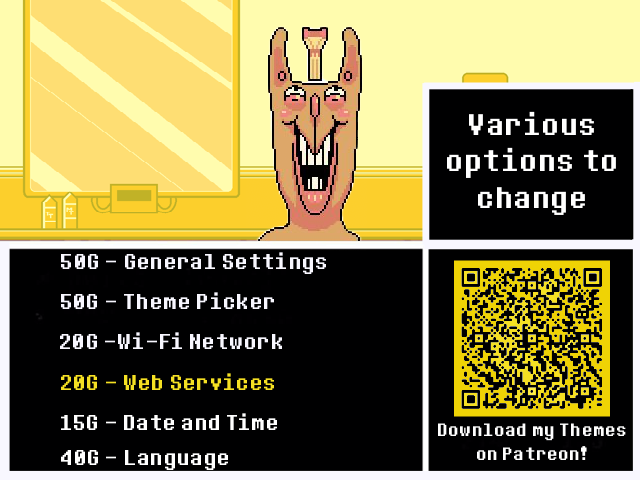 Various
options to
change
50G - General Settings
50G - Theme Picker
20G -Wi-Fi Network
20G - Web Services
15G - Date and Time
40G - Language
Download my Themes
on Patreon!